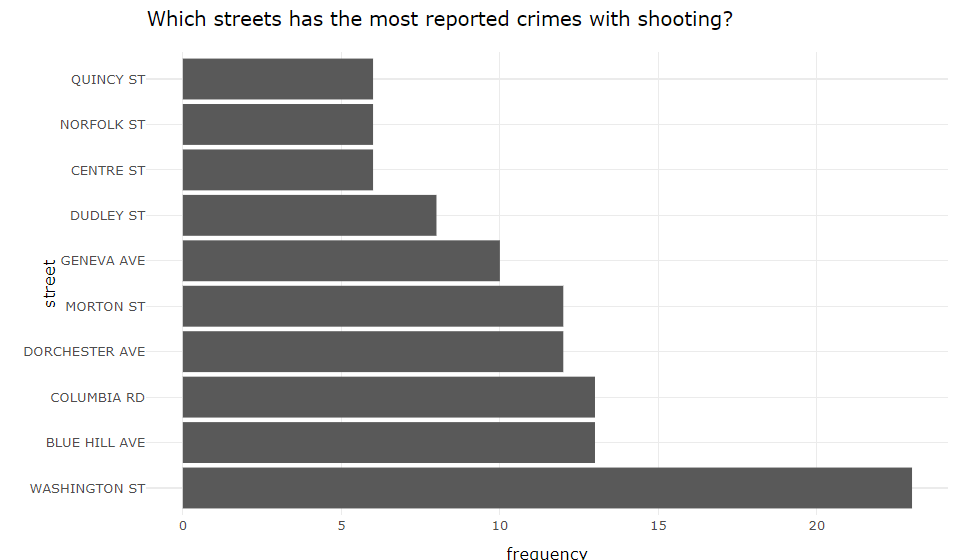 Which streets has the most reported crimes with shooting?
QUINCY ST
NORFOLK ST
CENTRE ST
DUDLEY ST
GENEVA AVE
street
MORTON ST
DORCHESTER AVE
COLUMBIA RD
BLUE HILL AVE
WASHINGTON ST
0 5 10 15 20
frequency